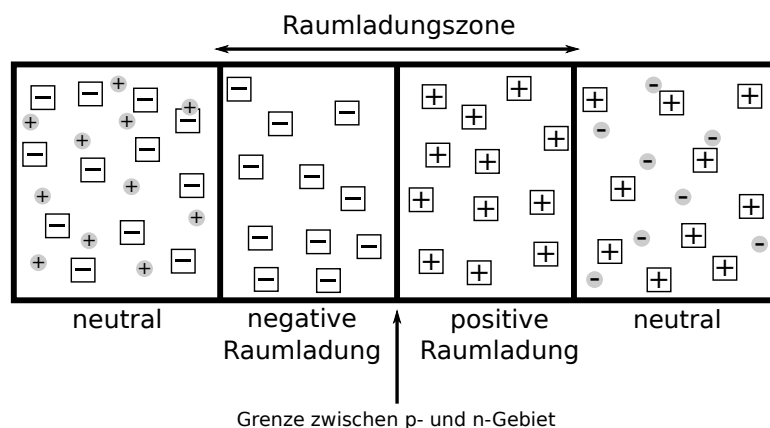 Raumladungszone
neutral
negative
Raumladung
positive
Raumladung
neutral
Grenze zwischen p- und n-Gebiet